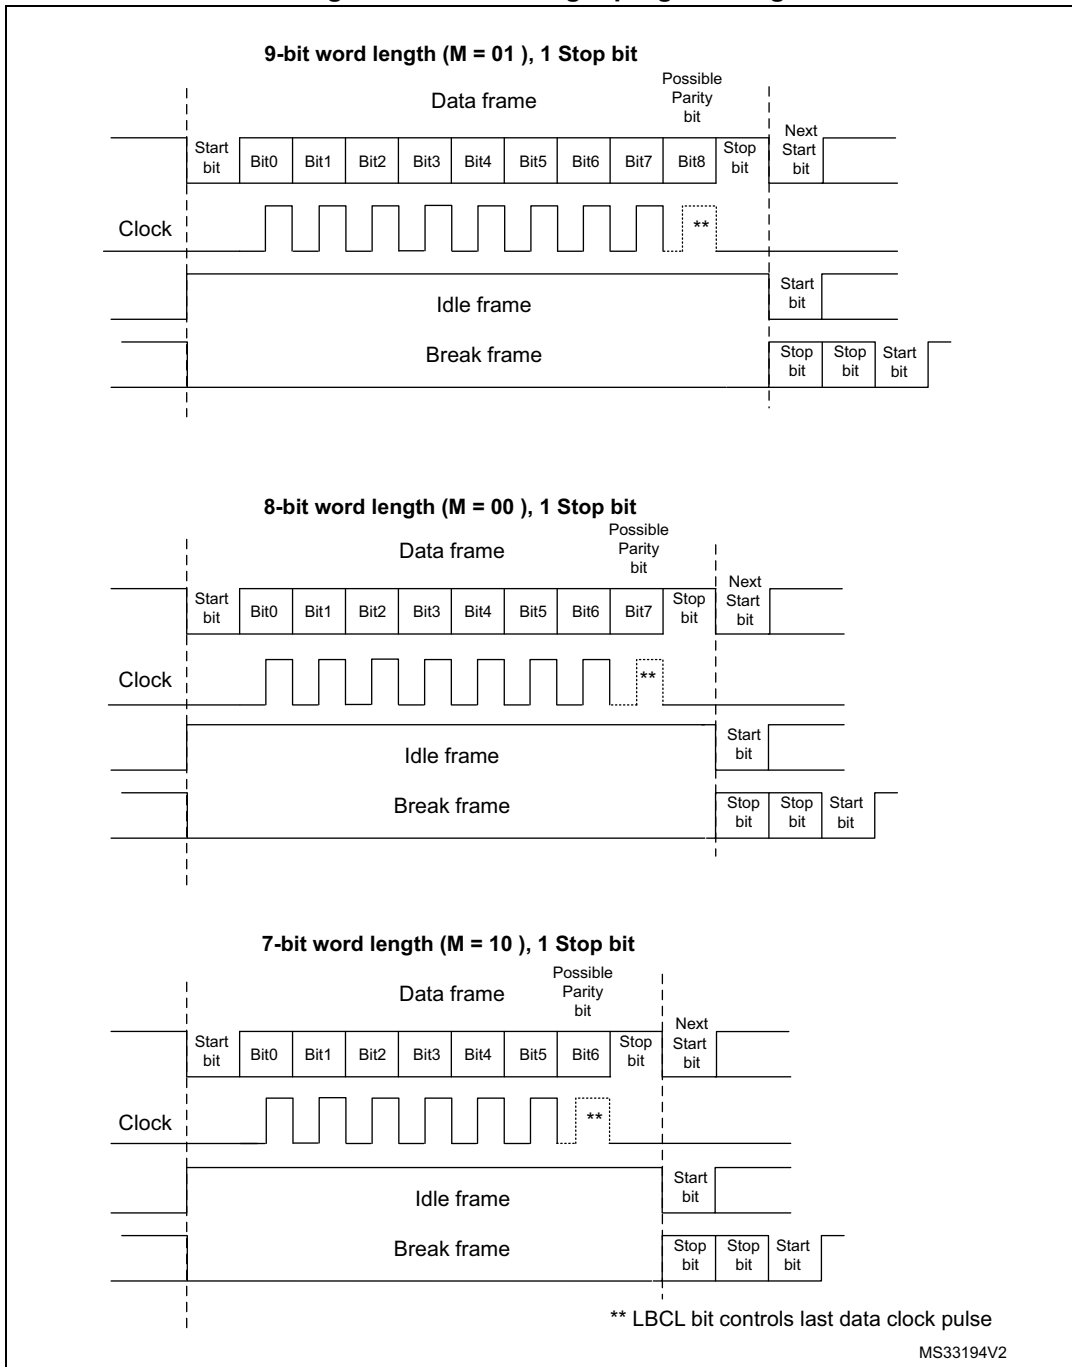 9-bit word length (M = 01 ), 1 Stop bit
Data frame
Possible
Parity
bit
Start
bit
Bit0
Bit1
Bit2
Bit3
Bit4
Bit5
Bit6
Bit7
Bit8
Stop
bit
Next
Start
bit
Clock
**
Idle frame
Start
bit
Break frame
Stop
bit
Stop
bit
Start
bit
8-bit word length (M = 00 ), 1 Stop bit
Data frame
Possible
Parity
bit
Start
bit
Bit0
Bit1
Bit2
Bit3
Bit4
Bit5
Bit6
Bit7
Stop
bit
Next
Start
bit
Clock
**
Idle frame
Start
bit
Break frame
Stop
bit
Stop
bit
Start
bit
7-bit word length (M = 10 ), 1 Stop bit
Data frame
Possible
Parity
bit
Start
bit
Bit0
Bit1
Bit2
Bit3
Bit4
Bit5
Bit6
Stop
bit
Next
Start
bit
Clock
**
Idle frame
Start
bit
Break frame
Stop
bit
Stop
bit
Start
bit
** LBCL bit controls last data clock pulse
MS33194V2